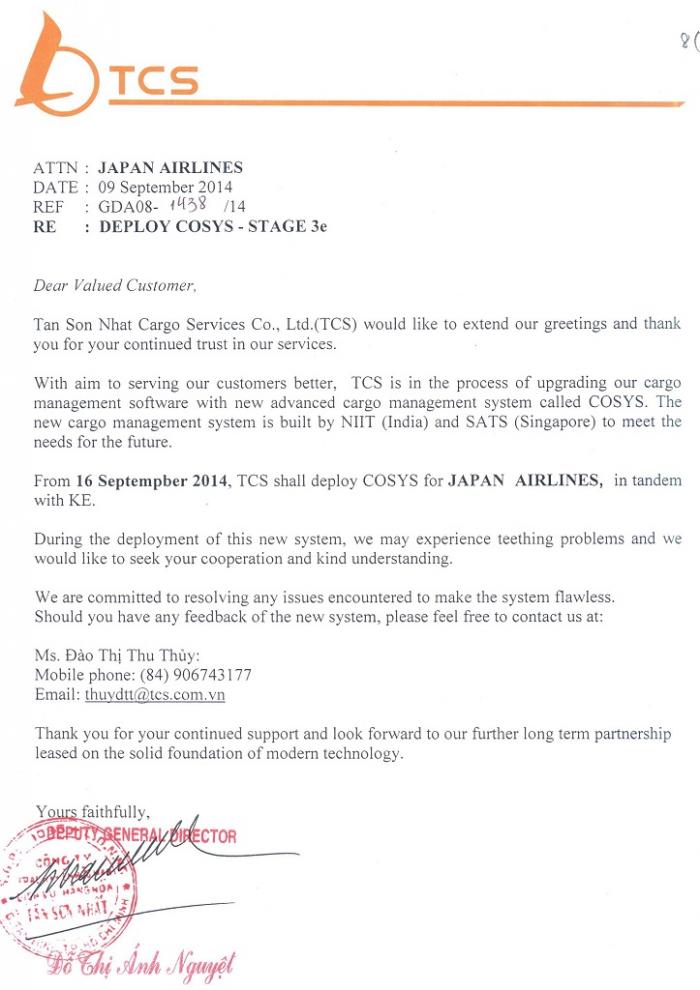 8(
TCS
ATTN : JAPAN AIRLINES
DATE : 09 September 2014
REF : GDA08- 1438 /14
RE : DEPLOY COSYS - STAGE 3e
Dear Valued Customer,
Tan Son Nhat Cargo Services Co., Ltd.(TCS) would like to extend our greetings and thank
you for your continued trust in our services.
With aim to serving our customers better, TCS is in the process of upgrading our cargo
management software with new advanced cargo management system called COSYS. The
new cargo management system is built by NIIT (India) and SATS (Singapore) to meet the
needs for the future.
From 16 Septempber 2014, TCS shall deploy COSYS for JAPAN AIRLINES, in tandem
with KE.
During the deployment of this new system, we may experience teething problems and we
would like to seek your cooperation and kind understanding.
We are committed to resolving any issues encountered to make the system flawless.
Should you have any feedback of the new system, please feel free to contact us at:
Ms. Đào Thị Thu Thủy:
Mobile phone: (84) 906743177
Email: thuydtt@tcs.com.vn
Thank you for your continued support and look forward to our further long term partnership
leased on the solid foundation of modern technology.
Yours faithfully,
DEPUTY GENERAL DIRECTOR
CÔNG TY
HÀNG HÓA
TÂN SƠN NHẤT
Đỗ Thị Ánh Nguyệt